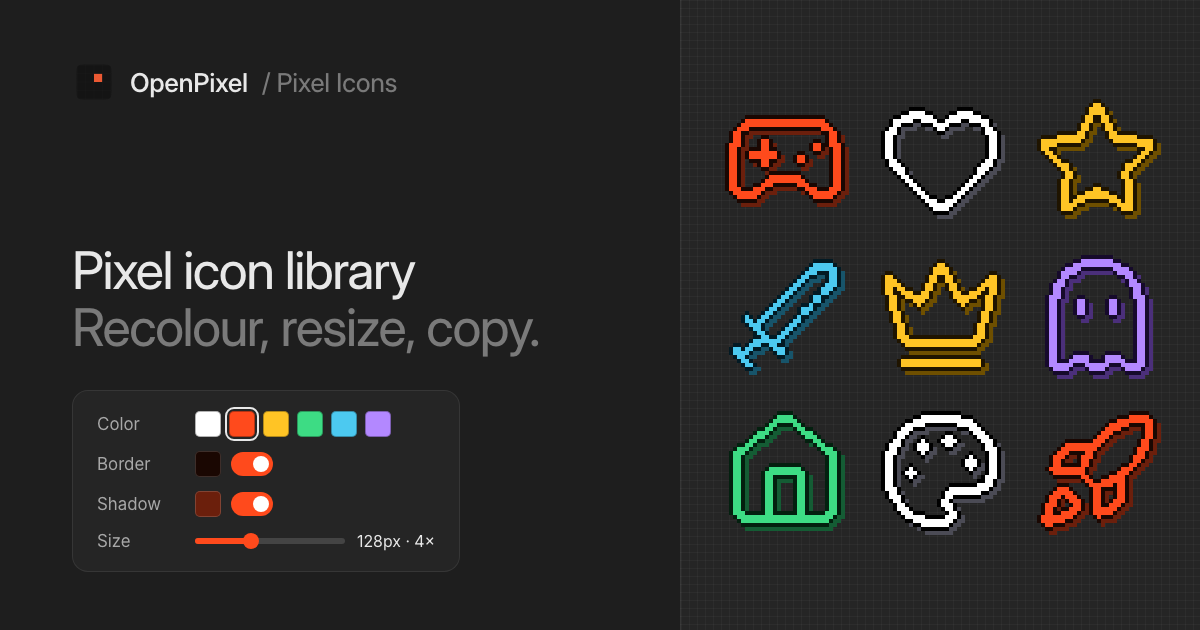 OpenPixel / Pixel Icons
Pixel icon library
Recolour, resize, copy.
Color
Border
Shadow
Size 128px · 4×